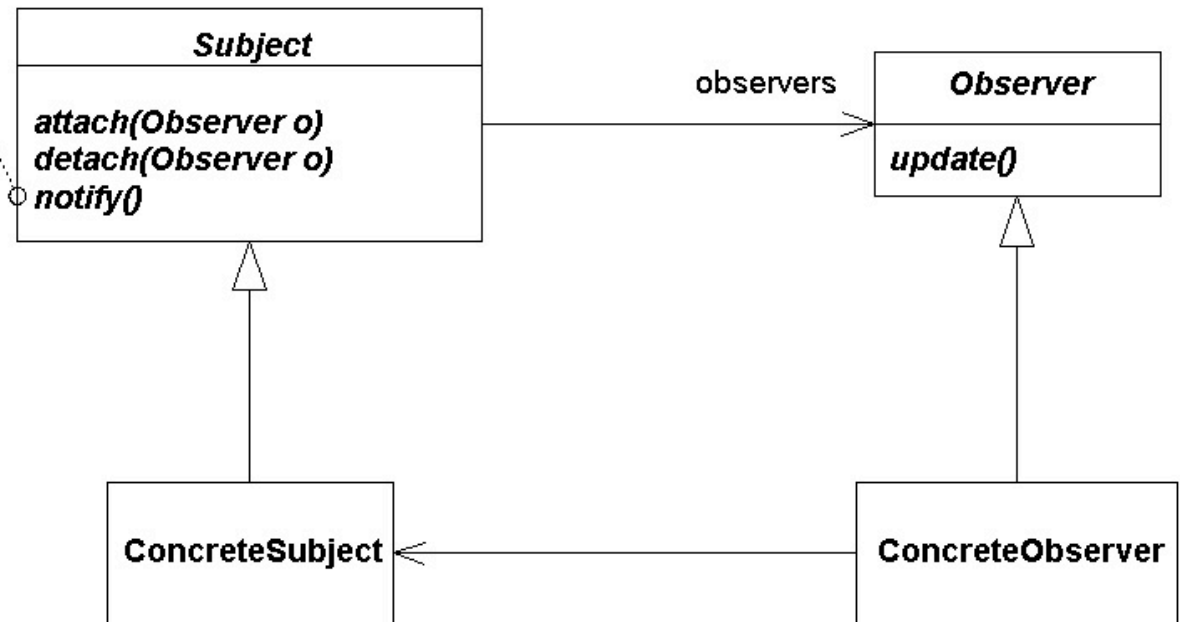 Subject
attach(Observer o)
detach(Observer o)
notify()
observers
Observer
update()
ConcreteSubject
ConcreteObserver